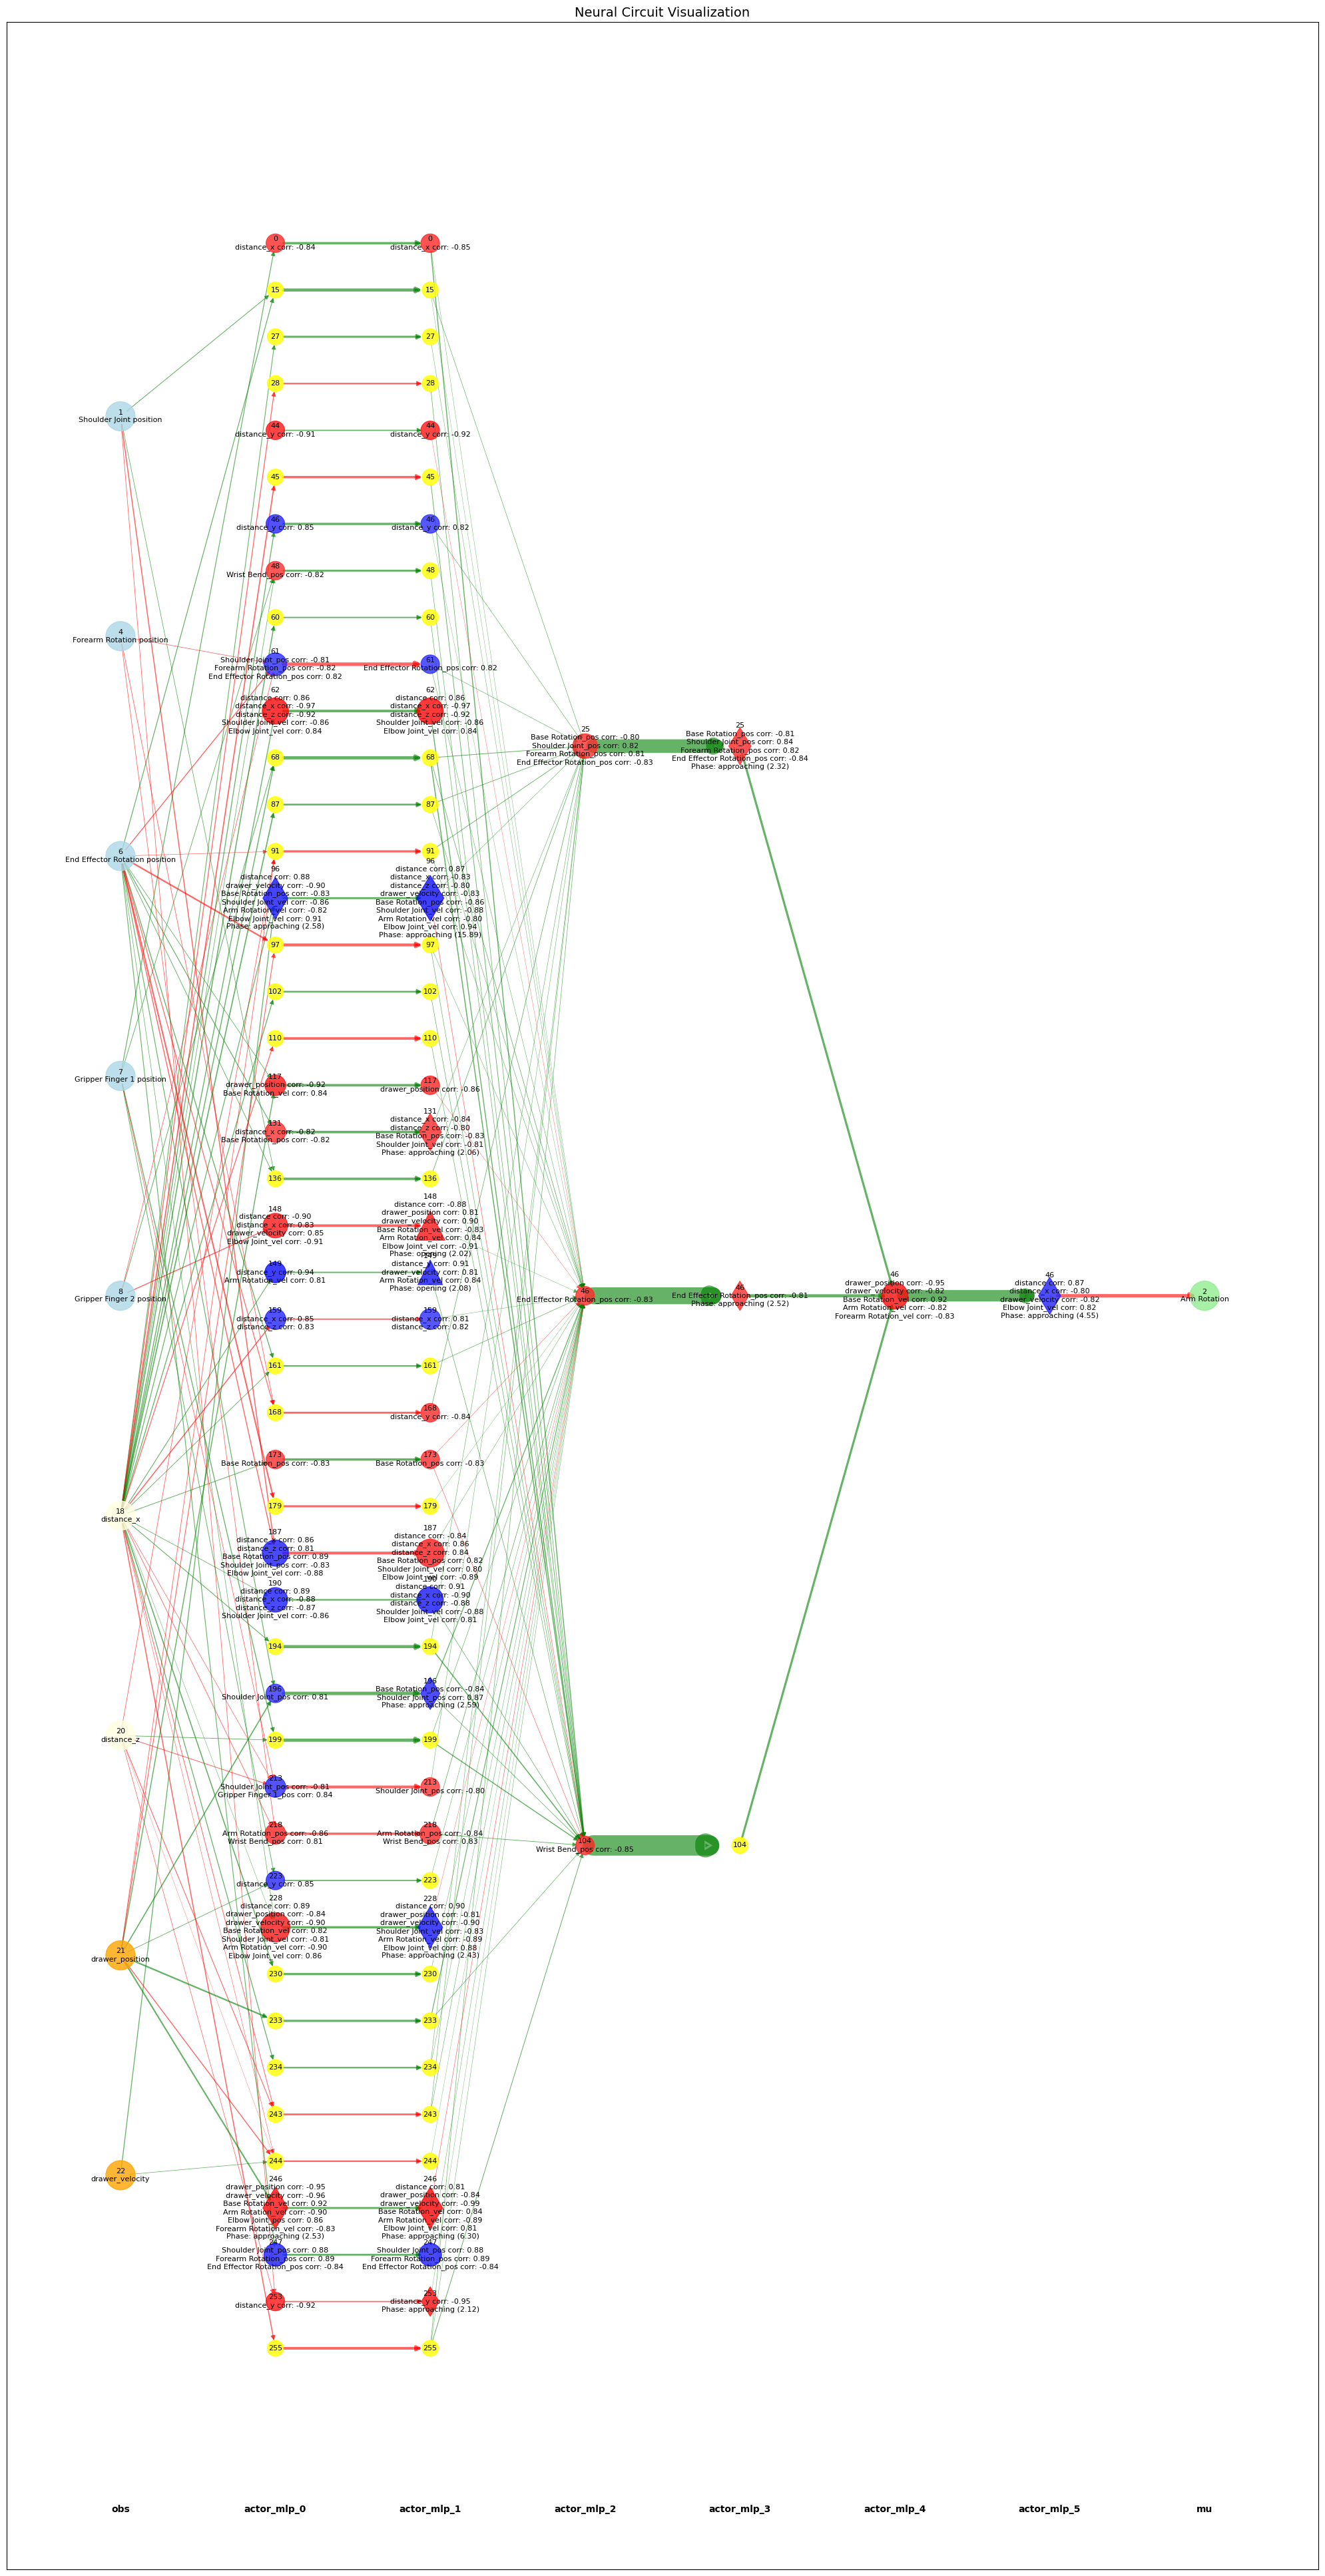 Neural Circuit Visualization
1
Shoulder Joint position
4
Forearm Rotation position
6
End Effector Rotation position
7
Gripper Finger 1 position
8
Gripper Finger 2 position
18
distance_x
20
distance_z
21
drawer_position
22
drawer_velocity
0
distance_x corr: -0.84
15
27
28
44
distance_y corr: -0.91
45
46
distance_y corr: 0.85
48
Wrist Bend_pos corr: -0.82
60
61
Shoulder Joint_pos corr: -0.81
Forearm Rotation_pos corr: -0.82
End Effector Rotation_pos corr: 0.82
62
distance corr: 0.86
distance_x corr: -0.97
distance_z corr: -0.92
Shoulder Joint_vel corr: -0.86
Elbow Joint_vel corr: 0.84
68
87
91
96
distance corr: 0.88
drawer_velocity corr: -0.90
Base Rotation_pos corr: -0.83
Shoulder Joint_vel corr: -0.86
Arm Rotation_vel corr: -0.82
Elbow Joint_vel corr: 0.91
Phase: approaching (2.58)
97
102
110
117
drawer_position corr: -0.92
Base Rotation_vel corr: 0.84
131
distance_x corr: -0.82
Base Rotation_pos corr: -0.82
136
148
distance corr: -0.90
distance_x corr: 0.83
drawer_velocity corr: 0.85
Elbow Joint_vel corr: -0.91
149
distance_y corr: 0.94
Arm Rotation_vel corr: 0.81
159
distance_x corr: 0.85
distance_z corr: 0.83
161
168
173
Base Rotation_pos corr: -0.83
179
187
distance_x corr: 0.86
distance_z corr: 0.81
Base Rotation_pos corr: 0.89
Shoulder Joint_pos corr: -0.83
Elbow Joint_vel corr: -0.88
190
distance corr: 0.89
distance_x corr: -0.88
distance_z corr: -0.87
Shoulder Joint_vel corr: -0.86
194
196
Shoulder Joint_pos corr: 0.81
199
213
Shoulder Joint_pos corr: -0.81
Gripper Finger 1_pos corr: 0.84
218
Arm Rotation_pos corr: -0.86
Wrist Bend_pos corr: 0.81
223
distance_y corr: 0.85
228
distance corr: 0.89
drawer_position corr: -0.84
drawer_velocity corr: -0.90
Base Rotation_vel corr: 0.82
Shoulder Joint_vel corr: -0.81
Arm Rotation_vel corr: -0.90
Elbow Joint_vel corr: 0.86
230
233
234
243
244
246
drawer_position corr: -0.95
drawer_velocity corr: -0.96
Base Rotation_vel corr: 0.92
Arm Rotation_vel corr: -0.90
Elbow Joint_pos corr: 0.86
Forearm Rotation_vel corr: -0.83
Phase: approaching (2.53)
247
Shoulder Joint_pos corr: 0.88
Forearm Rotation_pos corr: 0.89
End Effector Rotation_pos corr: -0.84
253
distance_y corr: -0.92
255
0
distance_x corr: -0.85
15
27
28
44
distance_y corr: -0.92
45
46
distance_y corr: 0.82
48
60
61
End Effector Rotation_pos corr: 0.82
62
distance corr: 0.86
distance_x corr: -0.97
distance_z corr: -0.92
Shoulder Joint_vel corr: -0.86
Elbow Joint_vel corr: 0.84
68
87
91
96
distance corr: 0.87
distance_x corr: -0.83
distance_z corr: -0.80
drawer_velocity corr: -0.83
Base Rotation_pos corr: -0.86
Shoulder Joint_vel corr: -0.88
Arm Rotation_vel corr: -0.80
Elbow Joint_vel corr: 0.94
Phase: approaching (15.89)
97
102
110
117
drawer_position corr: -0.86
131
distance_x corr: -0.84
distance_z corr: -0.80
Base Rotation_pos corr: -0.83
Shoulder Joint_vel corr: -0.81
Phase: approaching (2.06)
136
148
distance corr: -0.88
drawer_position corr: 0.81
drawer_velocity corr: 0.90
Base Rotation_vel corr: -0.83
Arm Rotation_vel corr: 0.84
Elbow Joint_vel corr: -0.91
Phase: opening (2.02)
149
distance_y corr: 0.91
drawer_velocity corr: 0.81
Arm Rotation_vel corr: 0.84
Phase: opening (2.08)
159
distance_x corr: 0.81
distance_z corr: 0.82
161
168
distance_y corr: -0.84
173
Base Rotation_pos corr: -0.83
179
187
distance corr: -0.84
distance_x corr: 0.86
distance_z corr: 0.84
Base Rotation_pos corr: 0.82
Shoulder Joint_vel corr: 0.80
Elbow Joint_vel corr: -0.89
190
distance corr: 0.91
distance_x corr: -0.90
distance_z corr: -0.88
Shoulder Joint_vel corr: -0.88
Elbow Joint_vel corr: 0.81
194
196
Base Rotation_pos corr: -0.84
Shoulder Joint_pos corr: 0.87
Phase: approaching (2.59)
199
213
Shoulder Joint_pos corr: -0.80
218
Arm Rotation_pos corr: -0.84
Wrist Bend_pos corr: 0.83
223
228
distance corr: 0.90
drawer_position corr: -0.81
drawer_velocity corr: -0.90
Shoulder Joint_vel corr: -0.83
Arm Rotation_vel corr: -0.89
Elbow Joint_vel corr: 0.88
Phase: approaching (2.43)
230
233
234
243
244
246
distance corr: 0.81
drawer_position corr: -0.84
drawer_velocity corr: -0.99
Base Rotation_vel corr: 0.84
Arm Rotation_vel corr: -0.89
Elbow Joint_vel corr: 0.81
Phase: approaching (6.30)
247
Shoulder Joint_pos corr: 0.88
Forearm Rotation_pos corr: 0.89
End Effector Rotation_pos corr: -0.84
253
distance_y corr: -0.95
Phase: approaching (2.12)
255
25
Base Rotation_pos corr: -0.80
Shoulder Joint_pos corr: 0.82
Forearm Rotation_pos corr: 0.81
End Effector Rotation_pos corr: -0.83
46
End Effector Rotation_pos corr: -0.83
104
Wrist Bend_pos corr: -0.85
25
Base Rotation_pos corr: -0.81
Shoulder Joint_pos corr: 0.84
Forearm Rotation_pos corr: 0.82
End Effector Rotation_pos corr: -0.84
Phase: approaching (2.32)
46
End Effector Rotation_pos corr: -0.81
Phase: approaching (2.52)
104
46
drawer_position corr: -0.95
drawer_velocity corr: -0.82
Base Rotation_vel corr: 0.92
Arm Rotation_vel corr: -0.82
Forearm Rotation_vel corr: -0.83
46
distance corr: 0.87
distance_x corr: -0.80
drawer_velocity corr: -0.82
Elbow Joint_vel corr: 0.82
Phase: approaching (4.55)
2
Arm Rotation
obs
actor_mlp_0
actor_mlp_1
actor_mlp_2
actor_mlp_3
actor_mlp_4
actor_mlp_5
mu